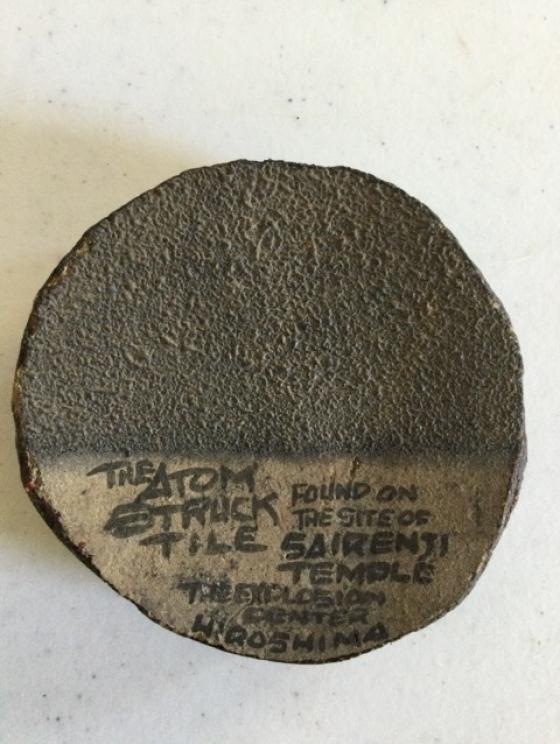 THE ATOM
STRUCK
TILE
FOUND ON
THE SITE OF
SAIRENJI
TEMPLE
THE EXPLOSION
CENTER
HIROSHIMA